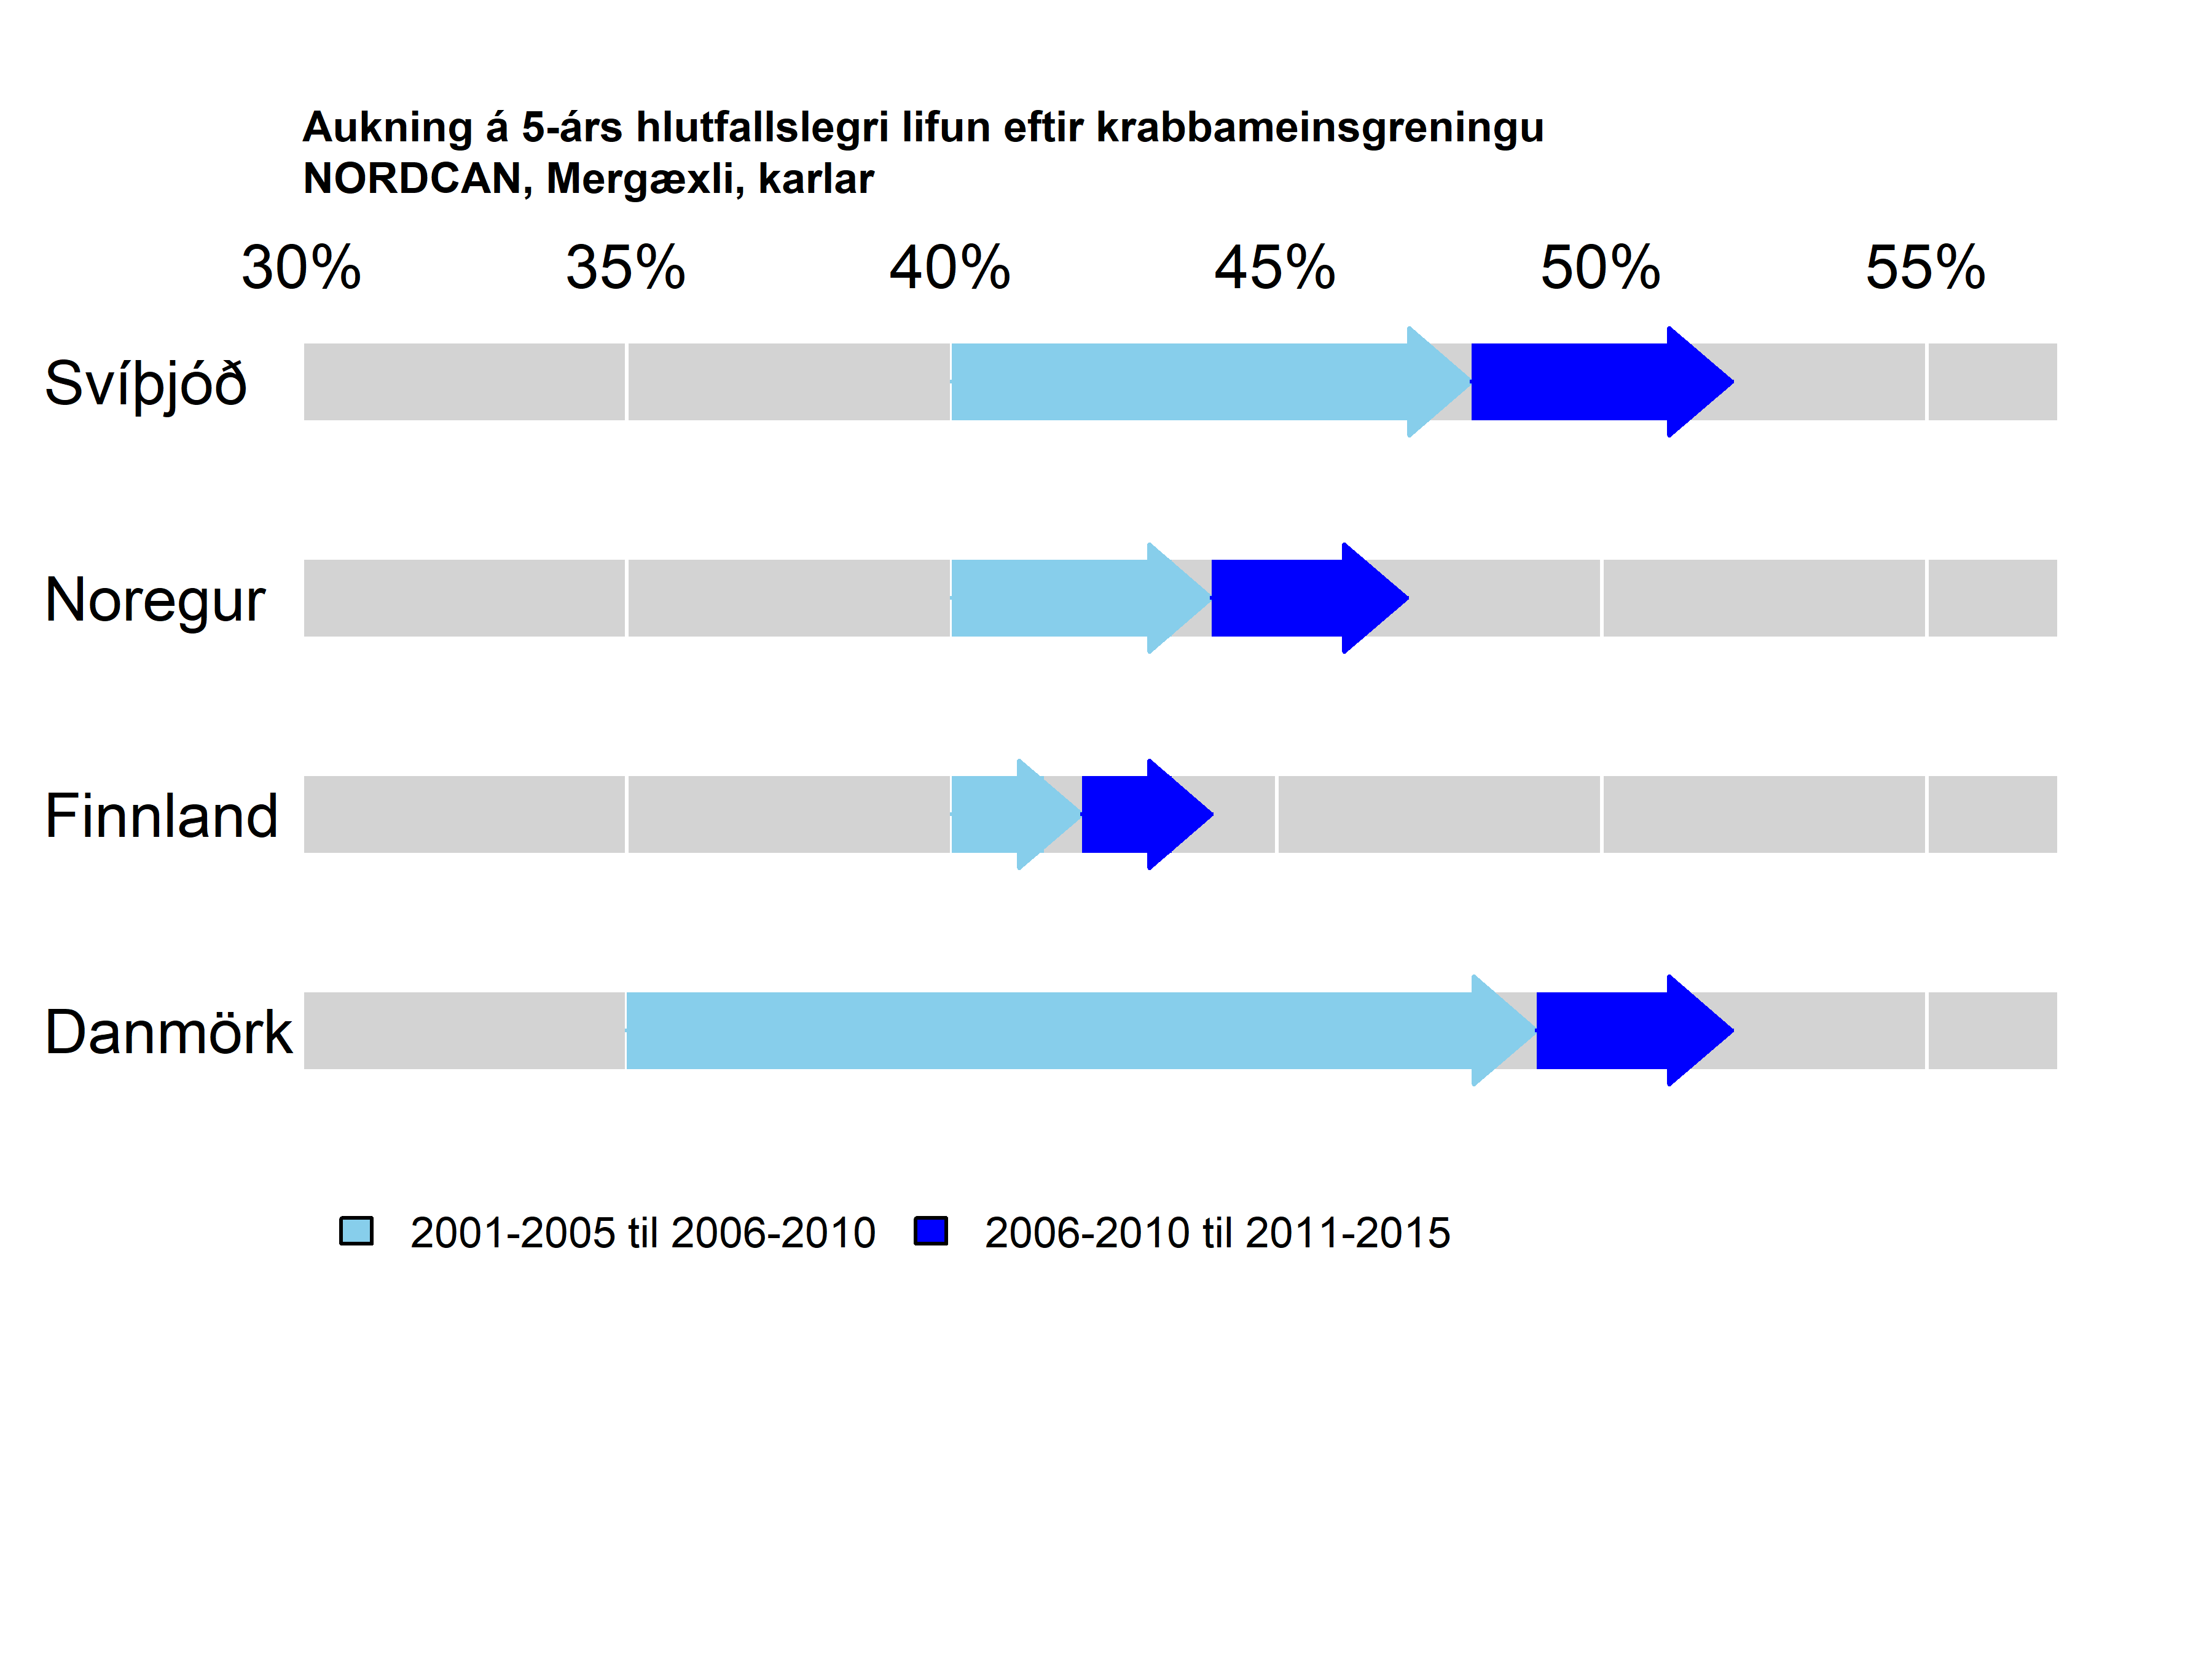 Aukning á 5-árs hlutfallslegri lifun eftir krabbameinsgreningu
NORDCAN, Mergæxli, karlar
30% 35% 40% 45% 50% 55%
Svíþjóð
Noregur
Finnland
Danmörk
2001-2005 til 2006-2010 2006-2010 til 2011-2015